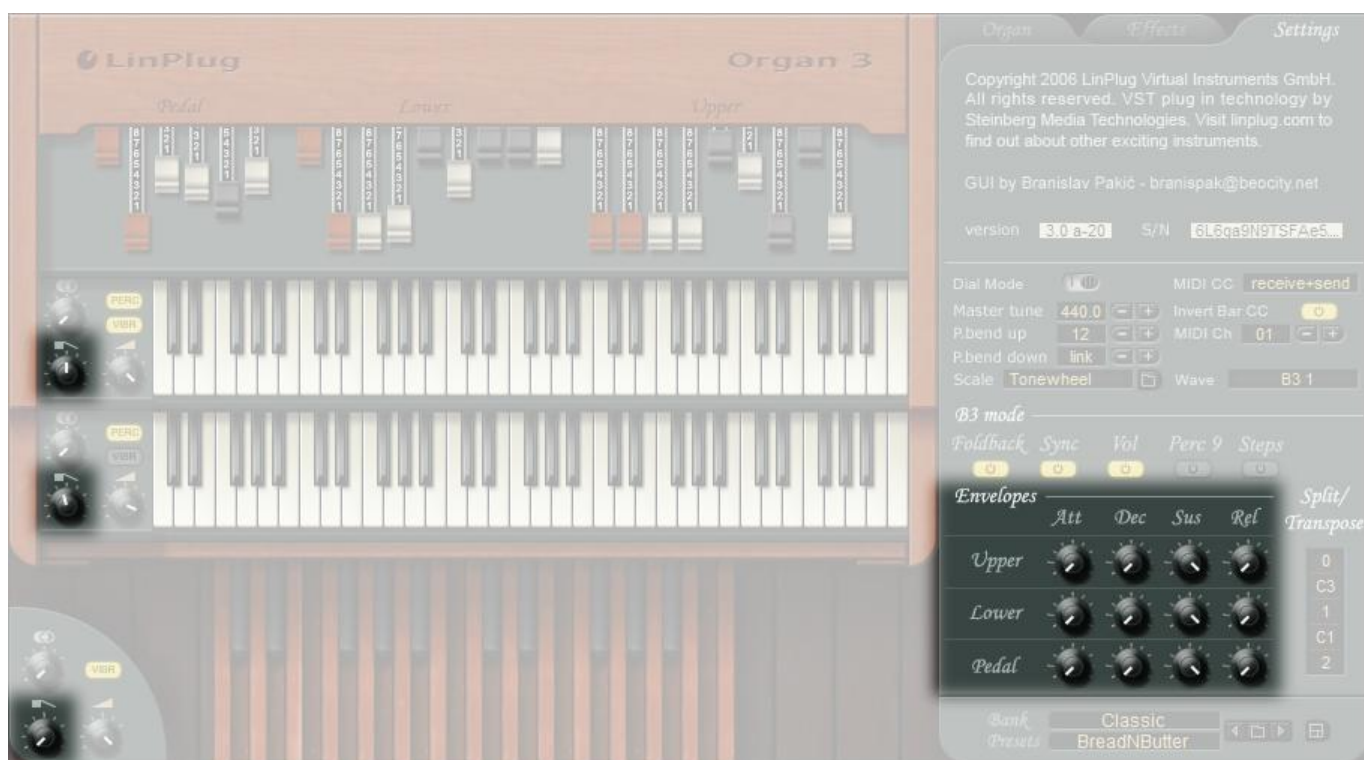 LinPlug
Organ 3
Pedal
Lower
Upper
PERC
VIBR
PERC
VIBR
VIBR
Organ
Effects
Settings
Copyright 2006 LinPlug Virtual Instruments GmbH.
All rights reserved. VST plug in technology by
Steinberg Media Technologies. Visit linplug.com to
find out about other exciting instruments.
GUI by Branislav Pakić - branispak@beocity.net
version 3.0 a-20 S/N 6L6qa9N9TSFAe5...
Dial Mode MIDI CC receive+send
Master tune 440.0 - + Invert Bar CC
P.bend up 12 - + MIDI Ch 01 - +
P.bend down link - +
Scale Tonewheel Wave B3 1
B3 mode
Foldback Sync Vol Perc 9 Steps
Envelopes
Split/
Transpose
Att Dec Sus Rel
Upper
Lower
Pedal
0
C3
1
C1
2
Bank Classic
Presets BreadNButter